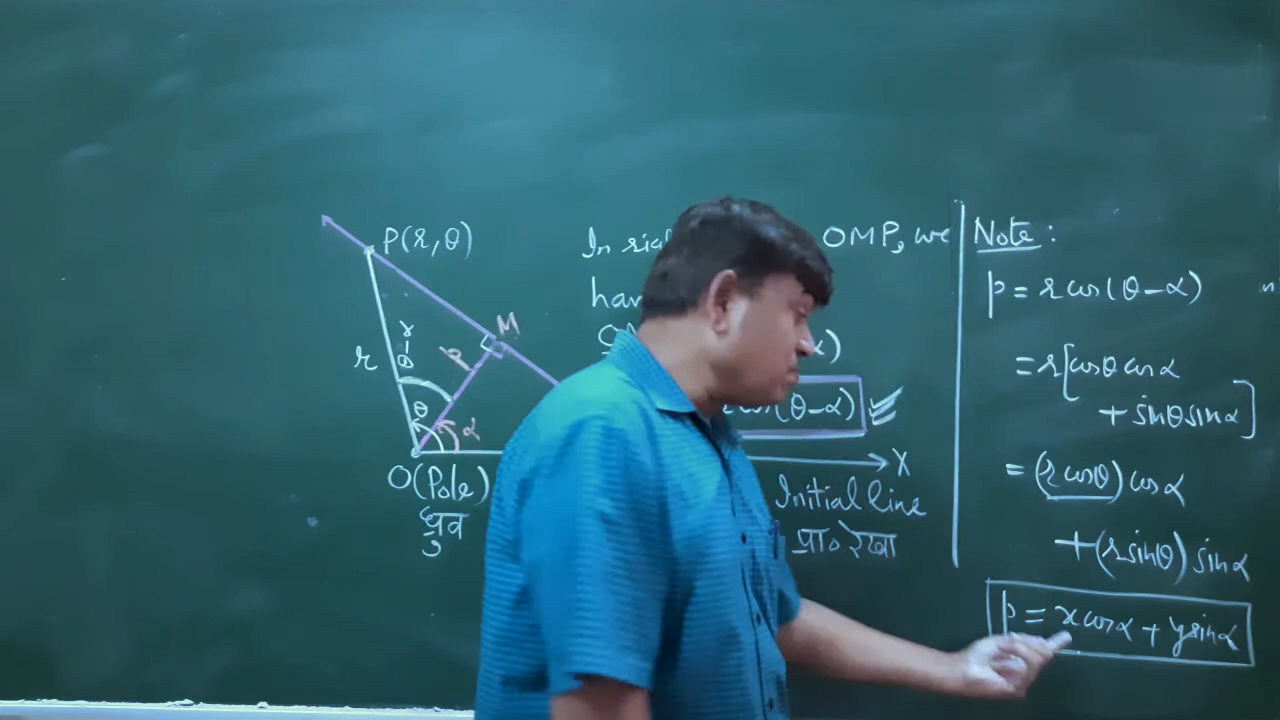 P(r, θ)
M
r
θ-α
p
θ
α
O(Pole)
ध्रुव
In OMP, we
α)
(θ-α)
X
Initial line
प्रा० रेखा
Note:
p = r cos(θ-α)
= r[cosθ cosα
+ sinθ sinα]
= (r cosθ) cosα
+ (r sinθ) sinα
p = x cosα + y sinα